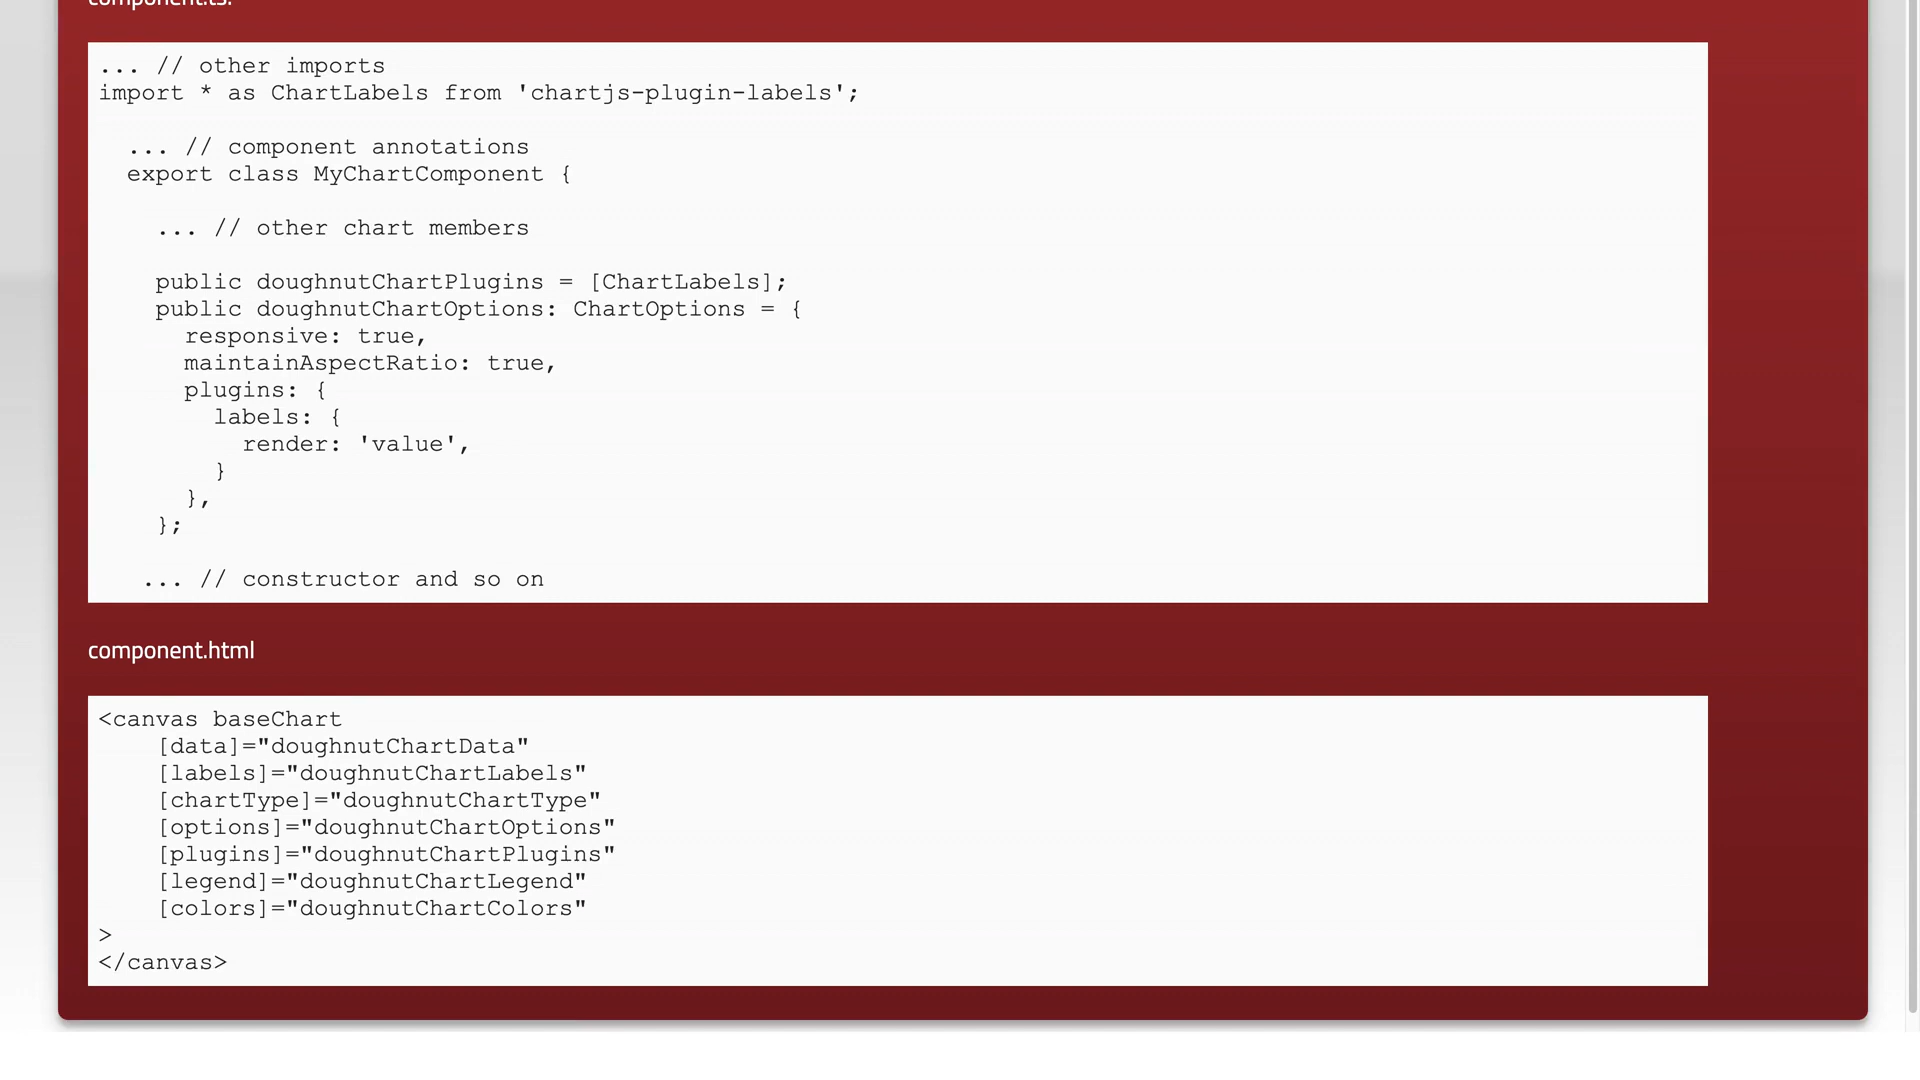 component.ts:
... // other imports
import * as ChartLabels from 'chartjs-plugin-labels';
... // component annotations
export class MyChartComponent {
... // other chart members
public doughnutChartPlugins = [ChartLabels];
public doughnutChartOptions: ChartOptions = {
responsive: true,
maintainAspectRatio: true,
plugins: {
labels: {
render: 'value',
}
},
};
... // constructor and so on
component.html
<canvas baseChart
[data]="doughnutChartData"
[labels]="doughnutChartLabels"
[chartType]="doughnutChartType"
[options]="doughnutChartOptions"
[plugins]="doughnutChartPlugins"
[legend]="doughnutChartLegend"
[colors]="doughnutChartColors"
>
</canvas>